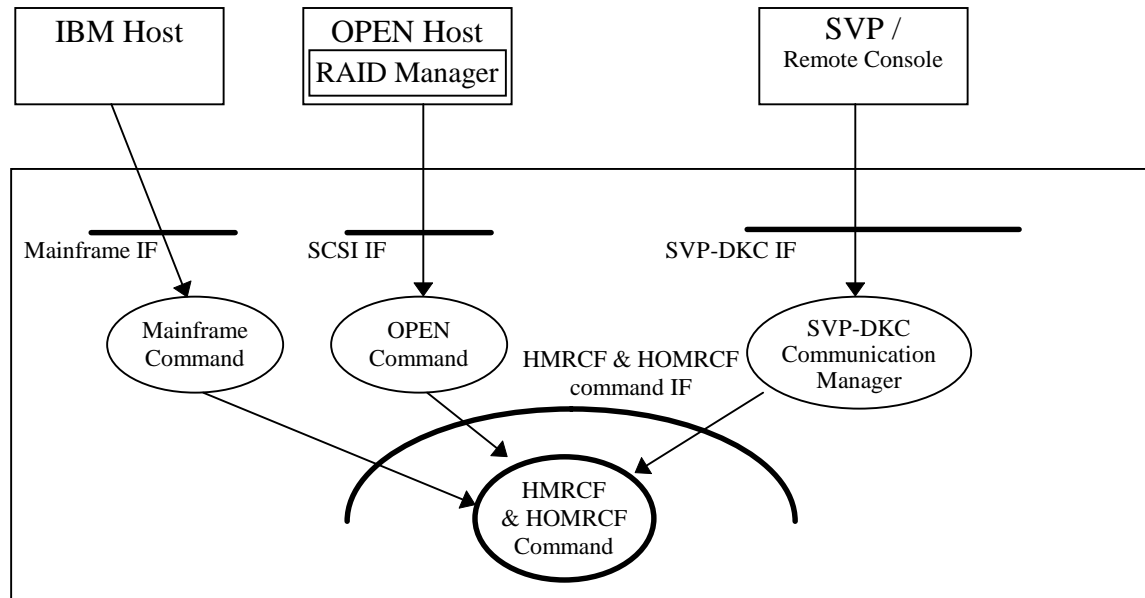 IBM Host
OPEN Host
RAID Manager
SVP /
Remote Console
Mainframe IF
SCSI IF
SVP-DKC IF
Mainframe
Command
OPEN
Command
SVP-DKC
Communication
Manager
HMRCF & HOMRCF
command IF
HMRCF
& HOMRCF
Command